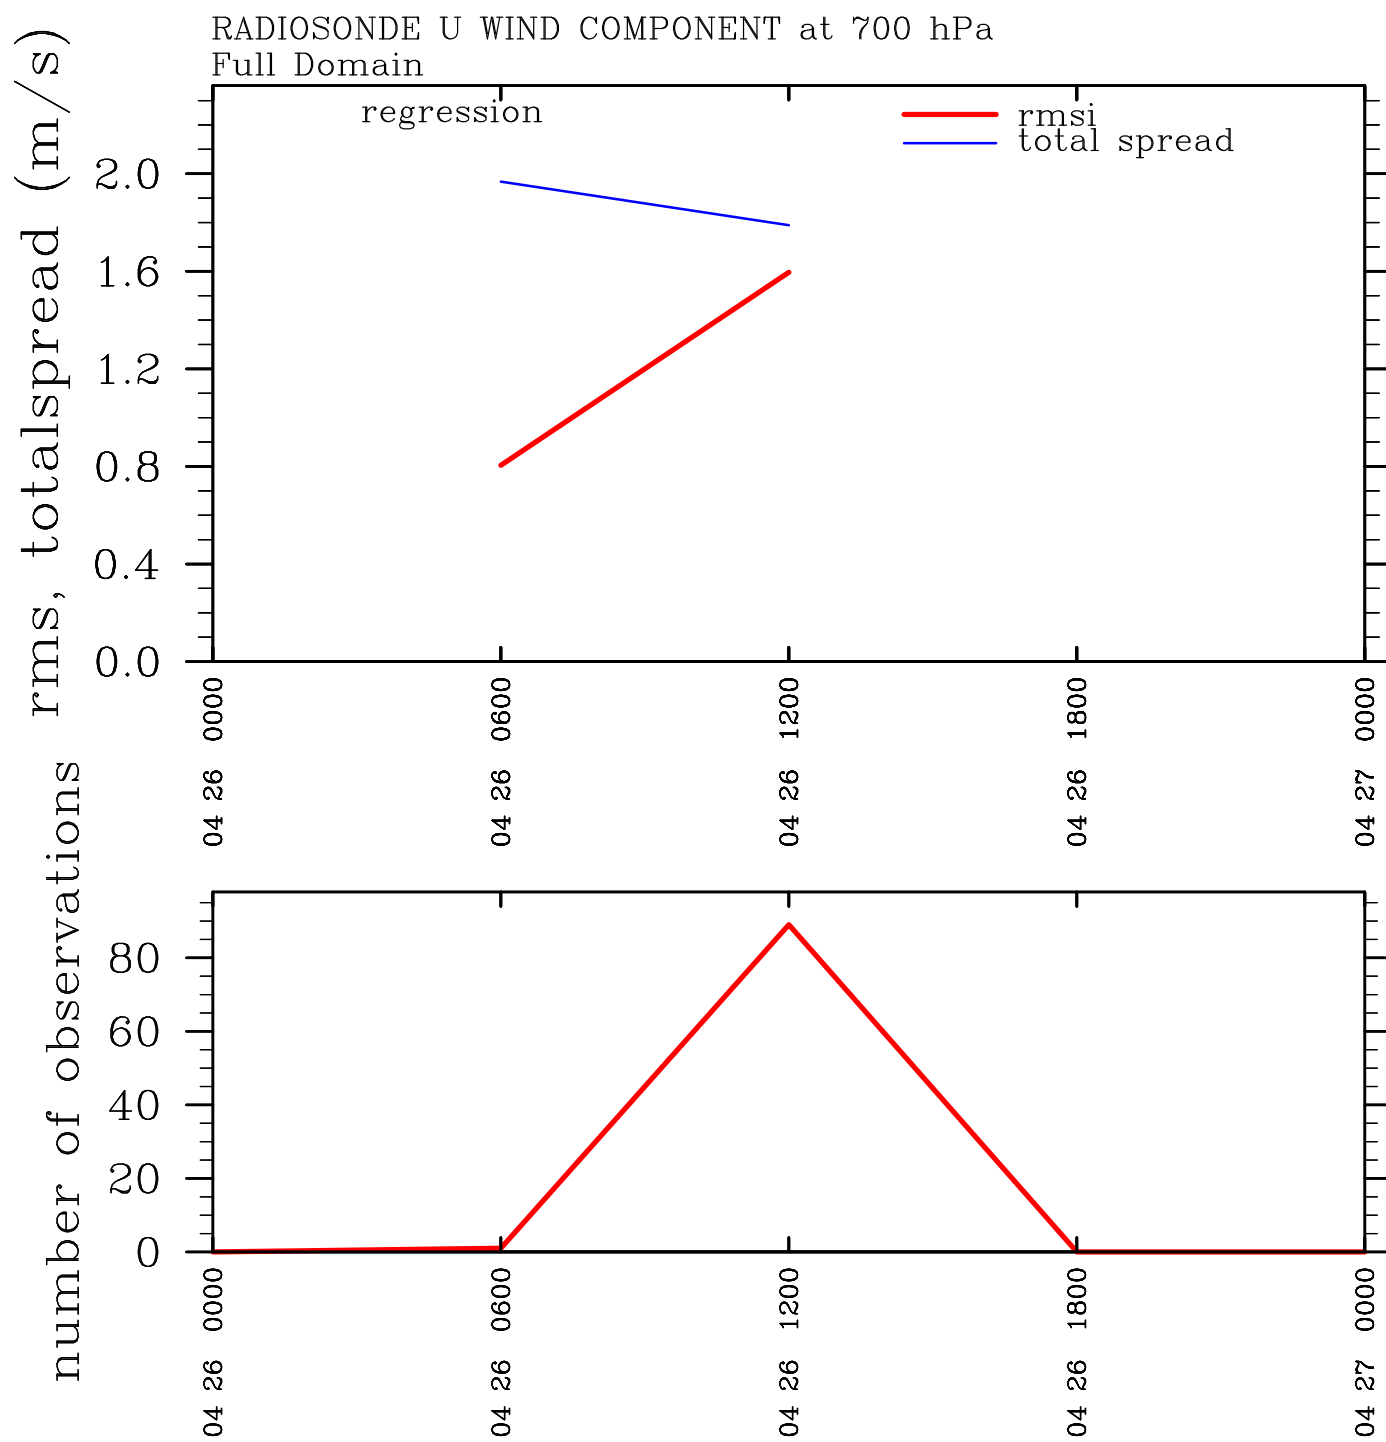 RADIOSONDE U WIND COMPONENT at 700 hPa
Full Domain
regression
rmsi
total spread
rms, totalspread (m/s)
2.0
1.6
1.2
0.8
0.4
0.0
04 26 0000
04 26 0600
04 26 1200
04 26 1800
04 27 0000
number of observations
80
60
40
20
0
04 26 0000
04 26 0600
04 26 1200
04 26 1800
04 27 0000